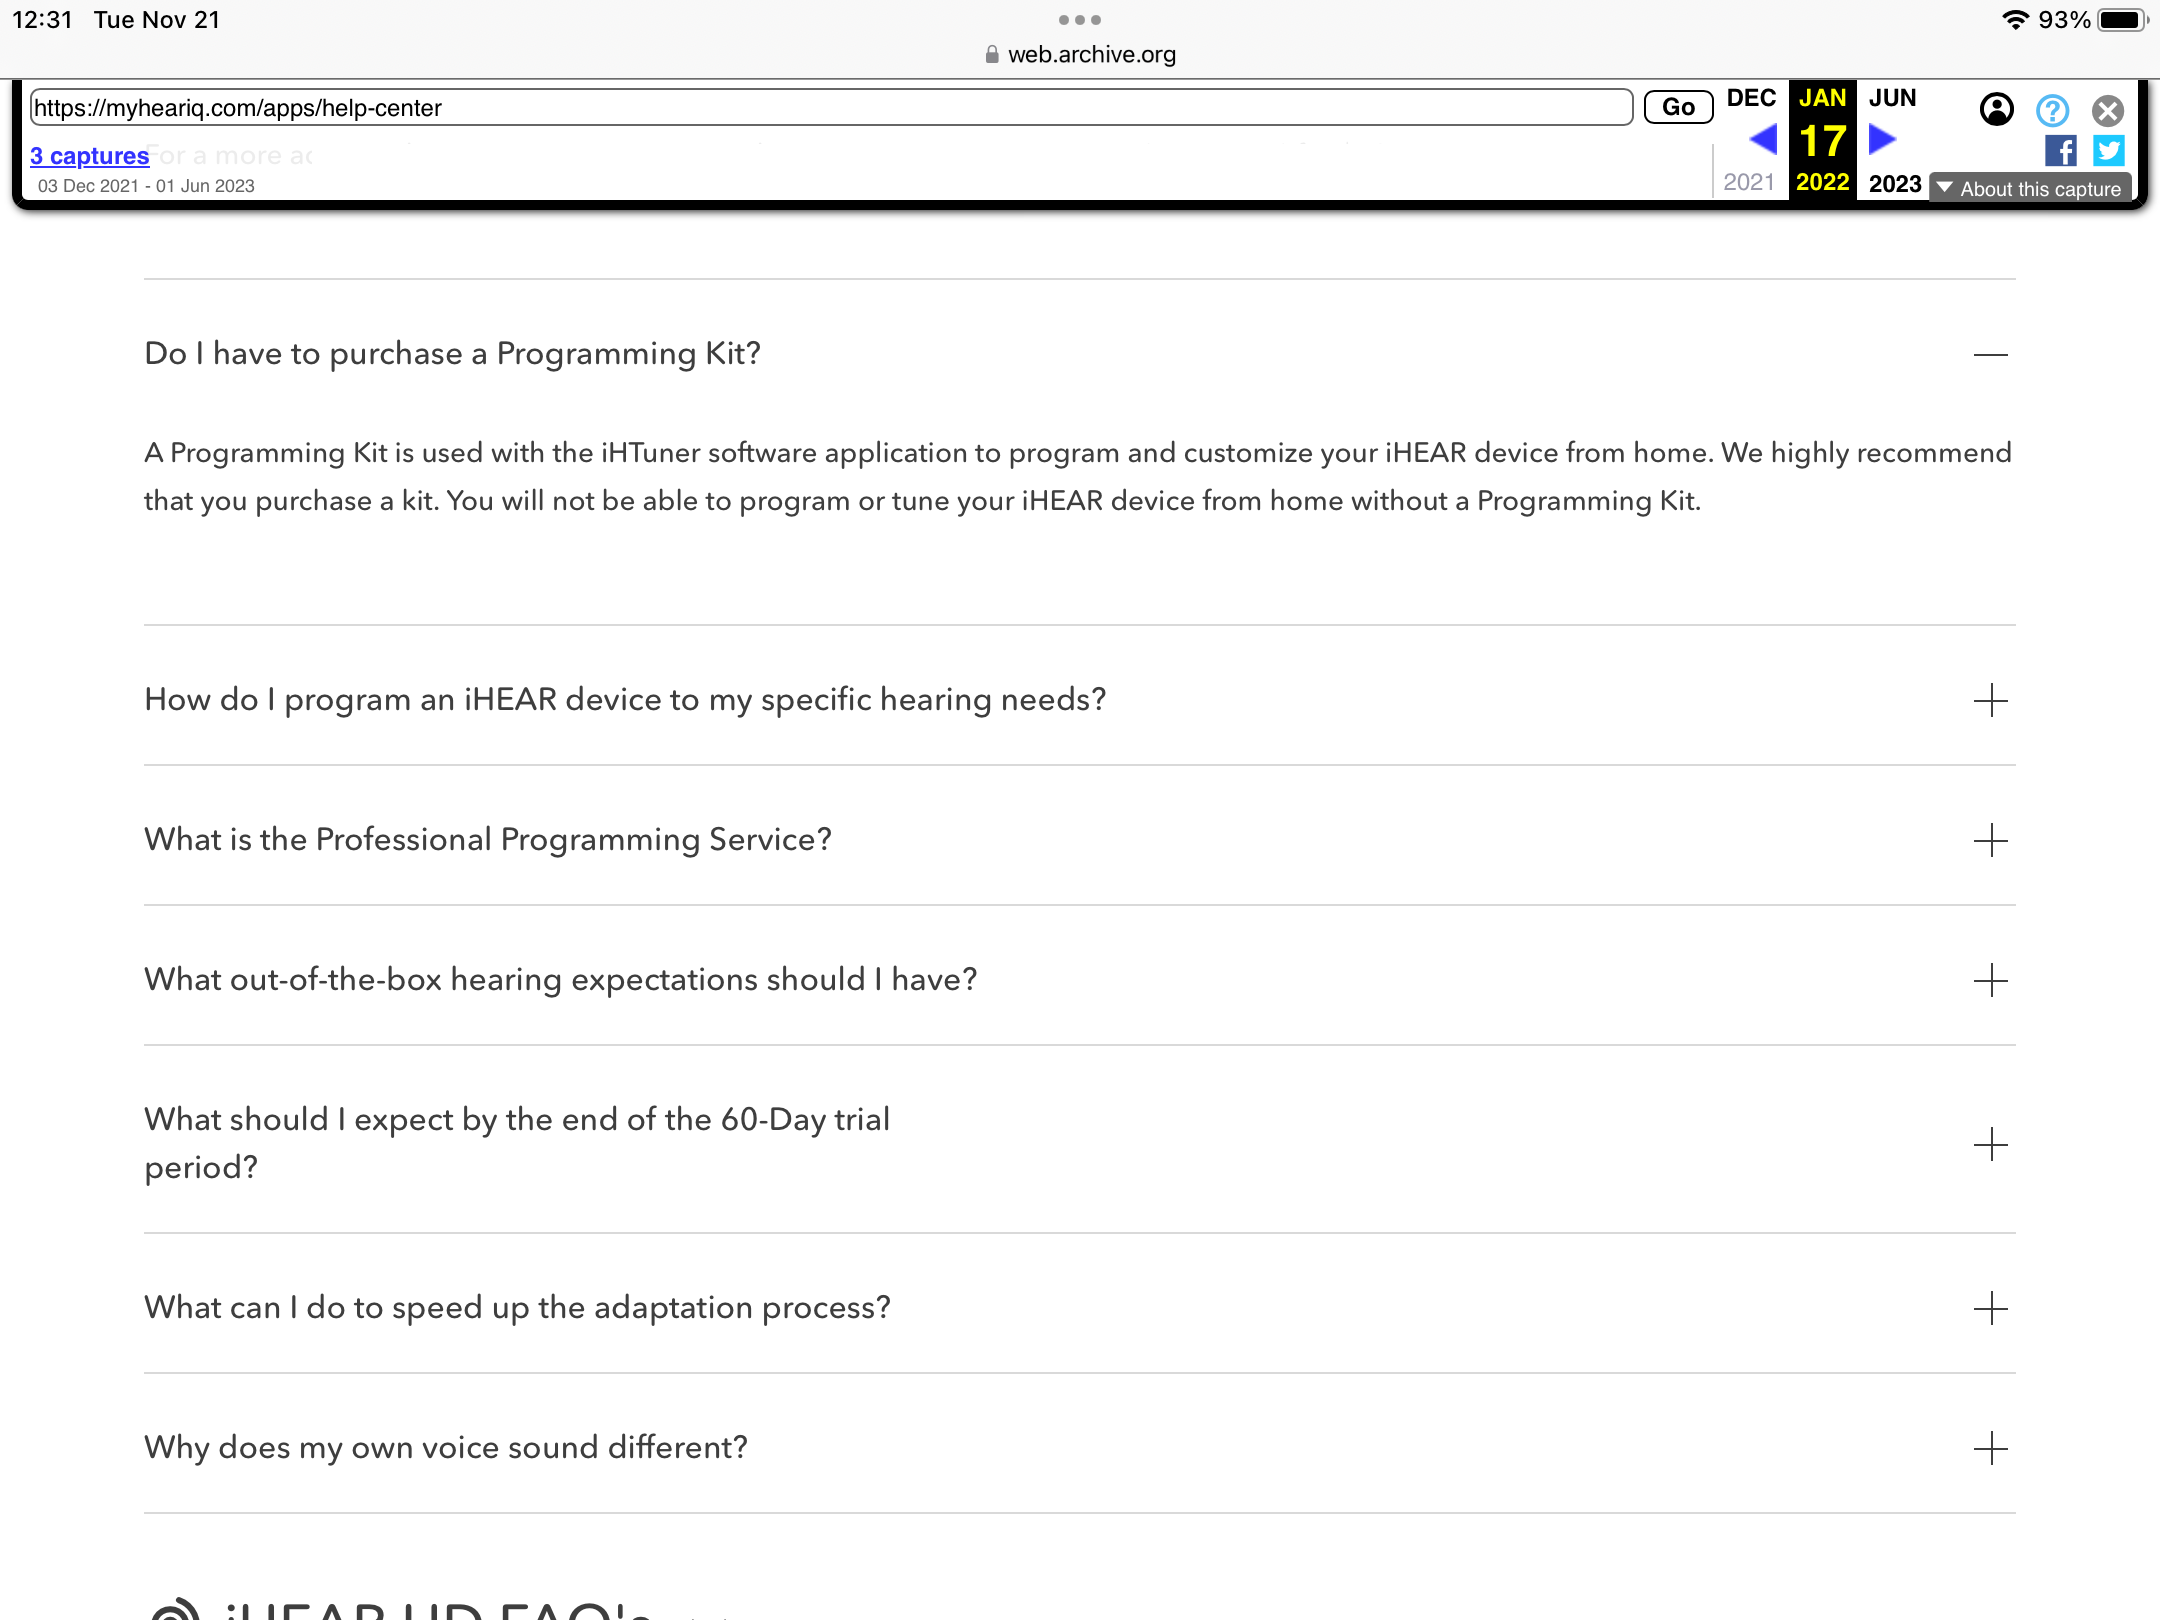 12:31 Tue Nov 21
93%
web.archive.org
https://myheariq.com/apps/help-center
Go
DEC JAN JUN
17
3 captures
For a more
03 Dec 2021 - 01 Jun 2023
2021 2022 2023
About this capture
Do I have to purchase a Programming Kit?
A Programming Kit is used with the iHTuner software application to program and customize your iHEAR device from home. We highly recommend
that you purchase a kit. You will not be able to program or tune your iHEAR device from home without a Programming Kit.
How do I program an iHEAR device to my specific hearing needs?
What is the Professional Programming Service?
What out-of-the-box hearing expectations should I have?
What should I expect by the end of the 60-Day trial
period?
What can I do to speed up the adaptation process?
Why does my own voice sound different?
iHEAR HD FAQ's